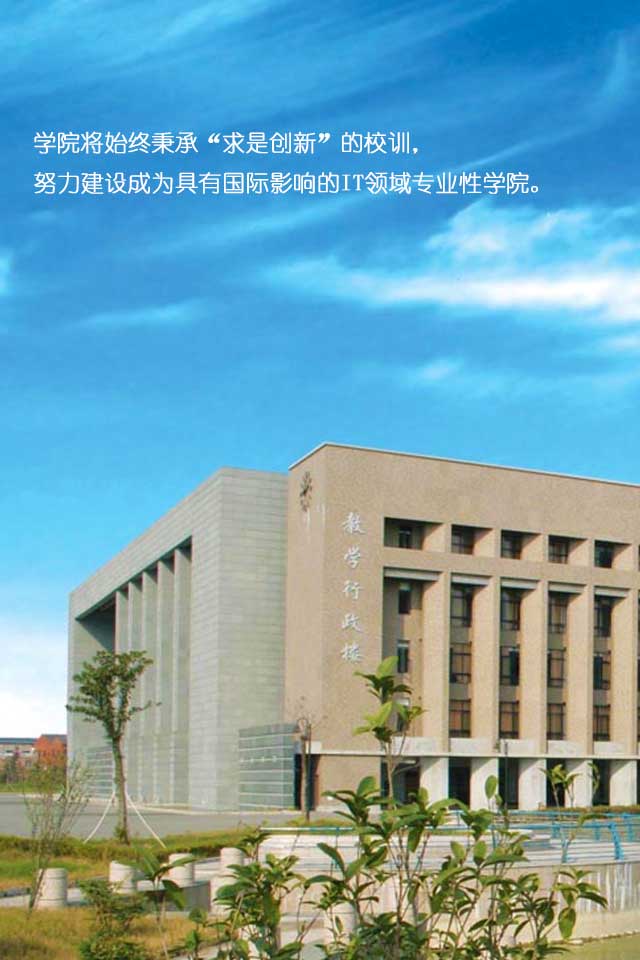 学院将始终秉承“求是创新”的校训，
努力建设成为具有国际影响的IT领域专业性学院。
教学行政楼